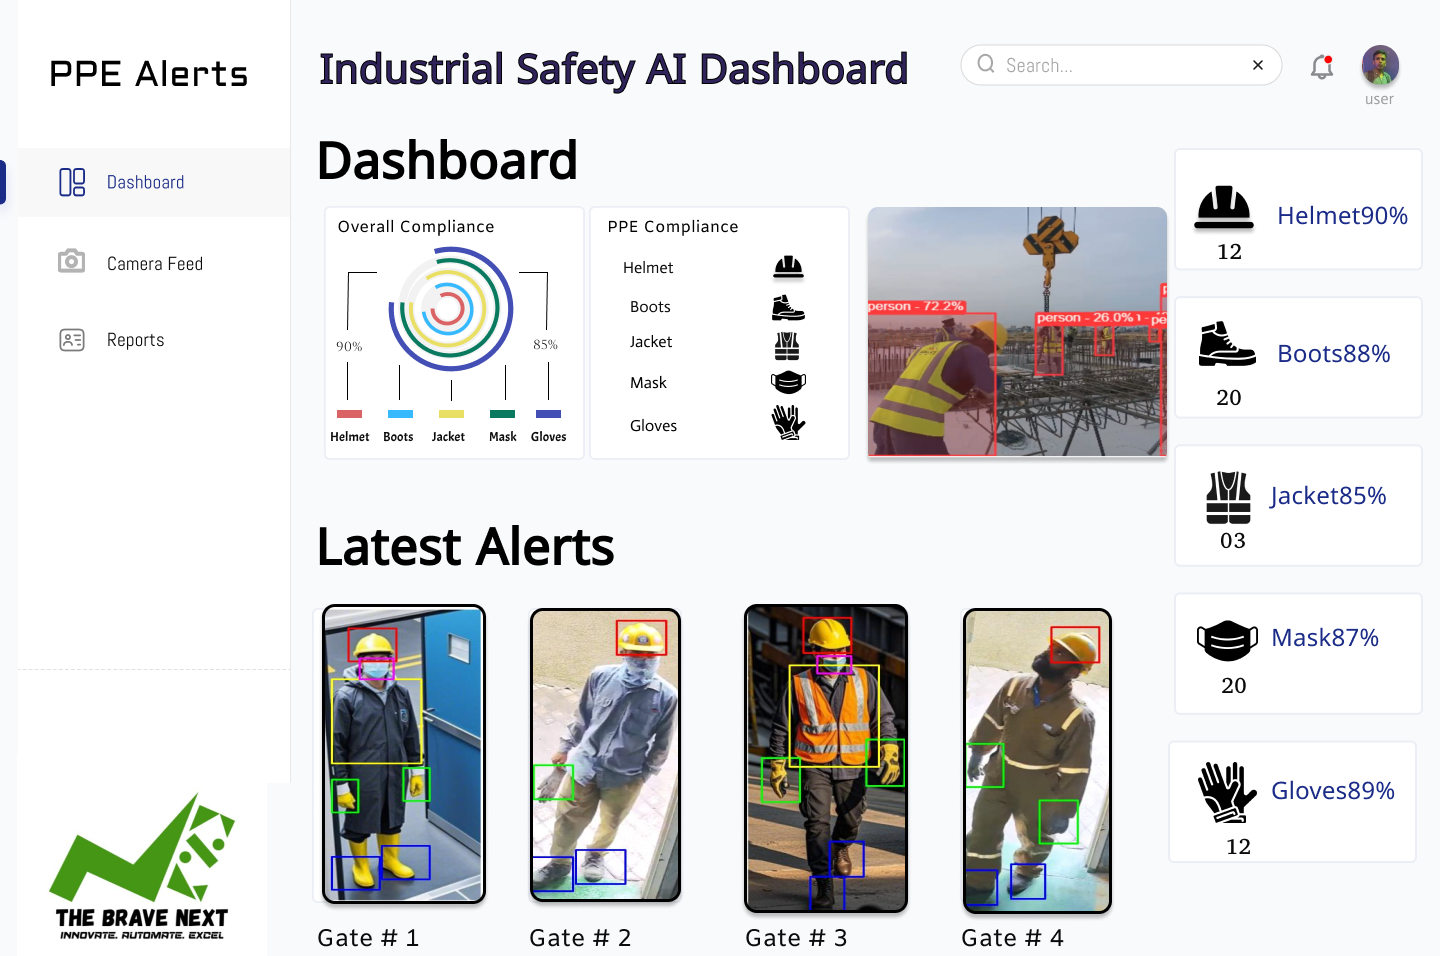 PPE Alerts
Dashboard
Camera Feed
Reports
THE BRAVE NEXT
INNOVATE. AUTOMATE. EXCEL
Industrial Safety AI Dashboard
Search...
user
Dashboard
Overall Compliance
90%
85%
Helmet Boots Jacket Mask Gloves
PPE Compliance
Helmet
Boots
Jacket
Mask
Gloves
person - 72.2%
person - 26.0%
Helmet90%
12
Boots88%
20
Jacket85%
03
Mask87%
20
Gloves89%
12
Latest Alerts
Gate # 1
Gate # 2
Gate # 3
Gate # 4